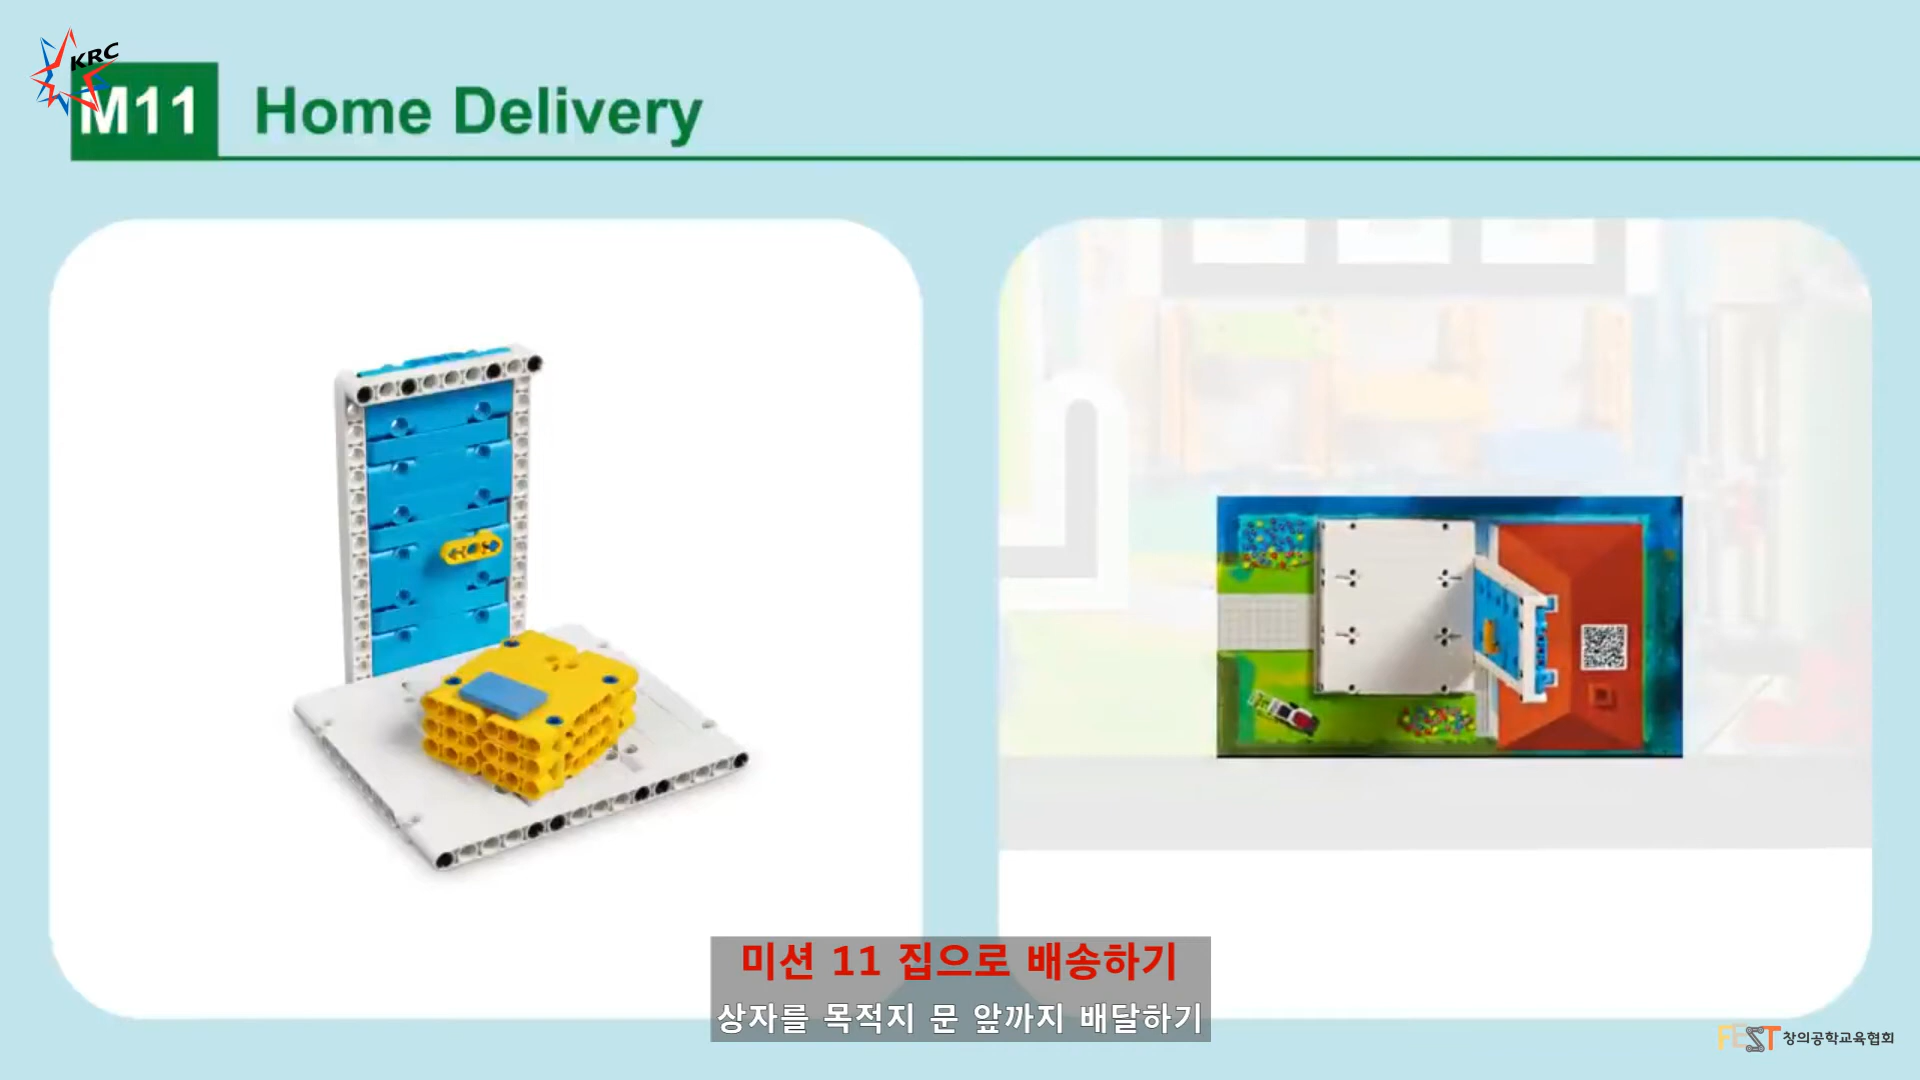 KRC
M11 Home Delivery
미션 11 집으로 배송하기
상자를 목적지 문 앞까지 배달하기
FEST 창의공학교육협회